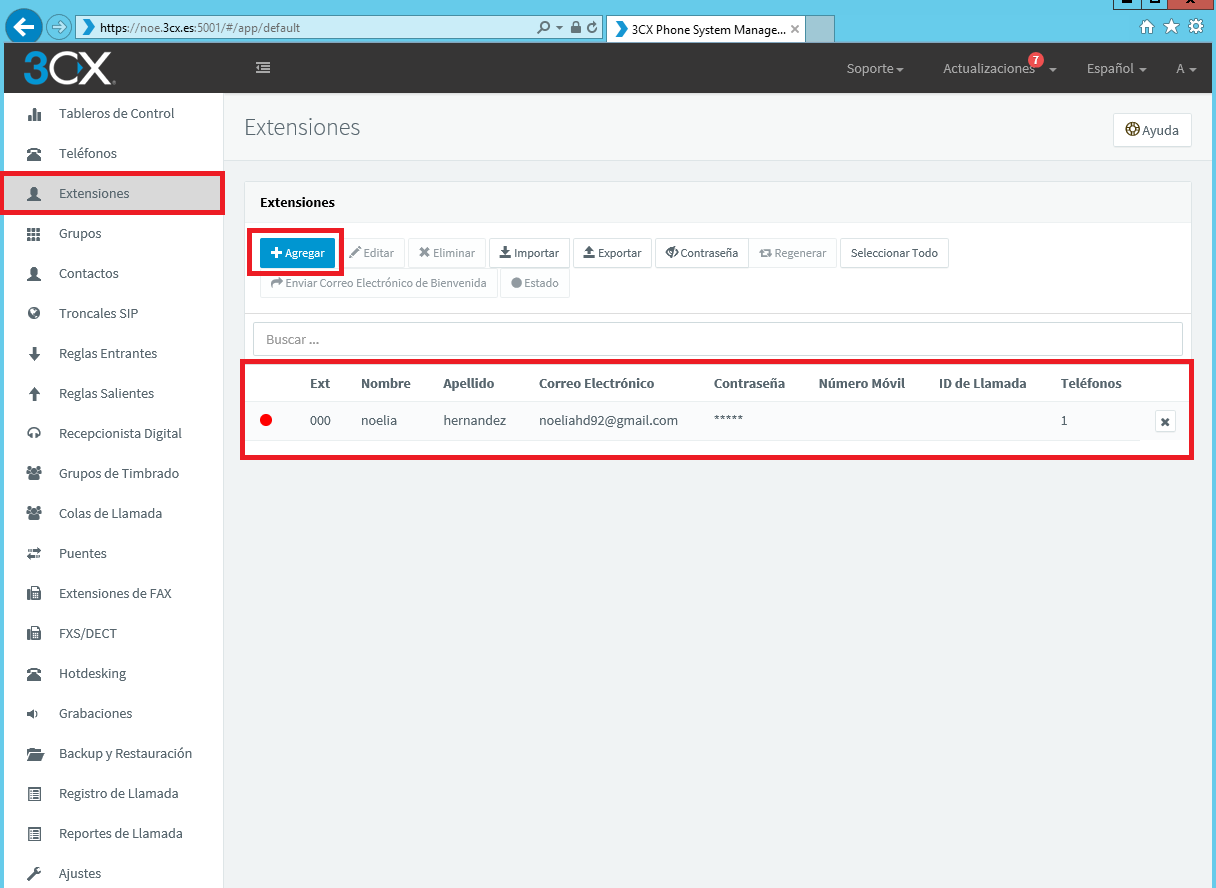 https://noe.3cx.es:5001/#/app/default
3CX Phone System Manage...
3CX
Soporte
Actualizaciones 7
Español
A
Tableros de Control
Teléfonos
Extensiones
Grupos
Contactos
Troncales SIP
Reglas Entrantes
Reglas Salientes
Recepcionista Digital
Grupos de Timbrado
Colas de Llamada
Puentes
Extensiones de FAX
FXS/DECT
Hotdesking
Grabaciones
Backup y Restauración
Registro de Llamada
Reportes de Llamada
Ajustes
Extensiones
Ayuda
Extensiones
Agregar Editar Eliminar Importar Exportar Contraseña Regenerar Seleccionar Todo
Enviar Correo Electrónico de Bienvenida Estado
Buscar ...
Ext Nombre Apellido Correo Electrónico Contraseña Número Móvil ID de Llamada Teléfonos
000 noelia hernandez noeliahd92@gmail.com ***** 1